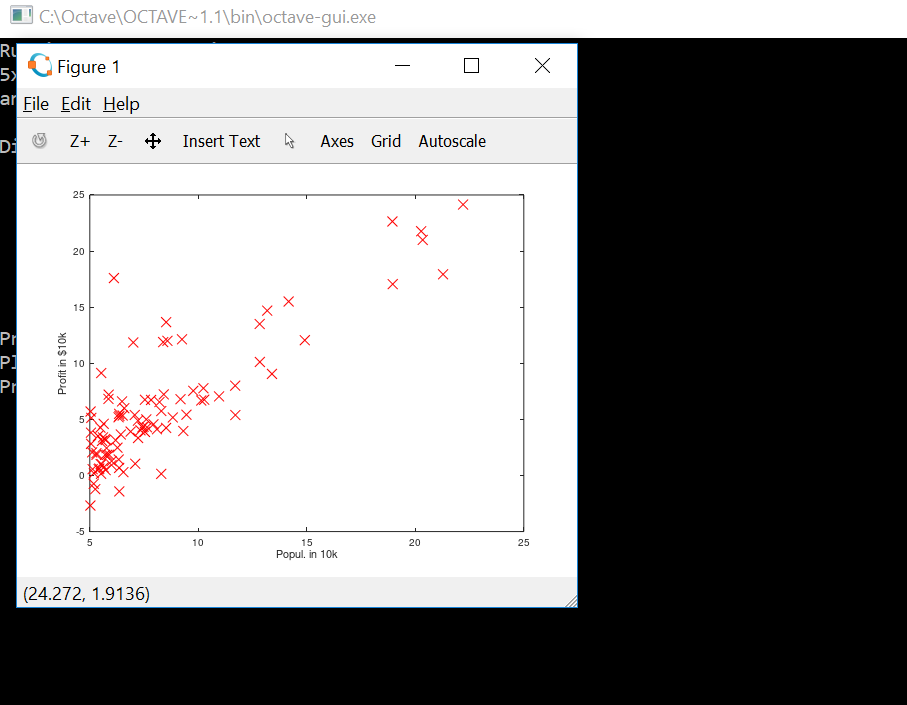 C:\Octave\OCTAVE~1.1\bin\octave-gui.exe
Figure 1
File Edit Help
Z+ Z- Insert Text Axes Grid Autoscale
25
20
15
10
5
0
-5
Profit in $10k
5 10 15 20 25
Popul. in 10k
(24.272, 1.9136)